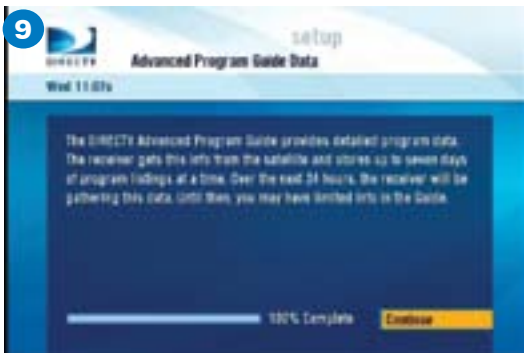 9
setup
DIRECTV
Advanced Program Guide Data
Wed 11:07a
The DIRECTV Advanced Program Guide provides detailed program data.
The receiver gets this info from the satellite and stores up to seven days
of program listings at a time. Over the next 24 hours, the receiver will be
gathering this data. Until then, you may have limited info in the Guide.
100% Complete
Continue